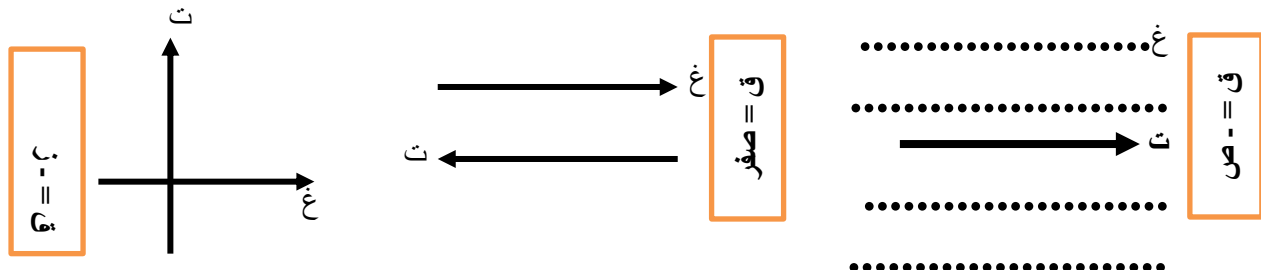 غ
ت
ق = - ص
غ
ت
ق = صفر
ت
غ
ق = - ز